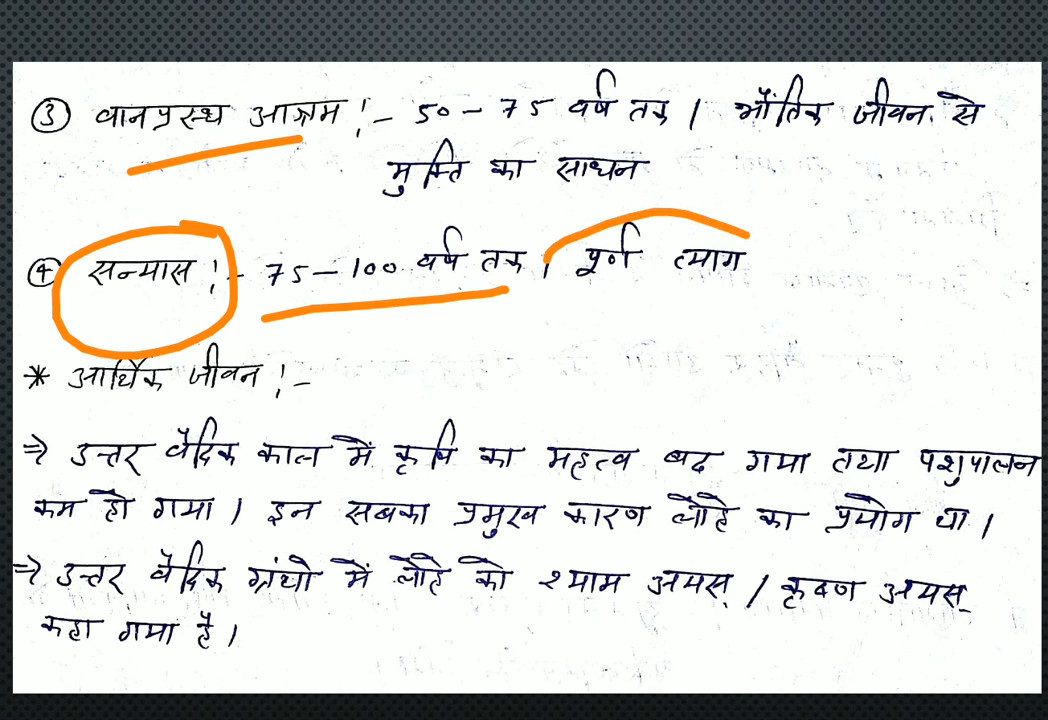 ③ वानप्रस्थ आश्रम :- 50-75 वर्ष तक । भौतिक जीवन से
मुक्ति का साधन
④ सन्यास :- 75-100 वर्ष तक । पूर्ण त्याग
* आर्थिक जीवन :-
⇒ उत्तर वैदिक काल में कृषि का महत्व बढ गया तथा पशुपालन
कम हो गया । इन सबका प्रमुख कारण लौहे का प्रयोग था ।
⇒ उत्तर वैदिक ग्रंथो में लौहे को श्याम अयस् / कृष्ण अयस्
कहा गया है ।